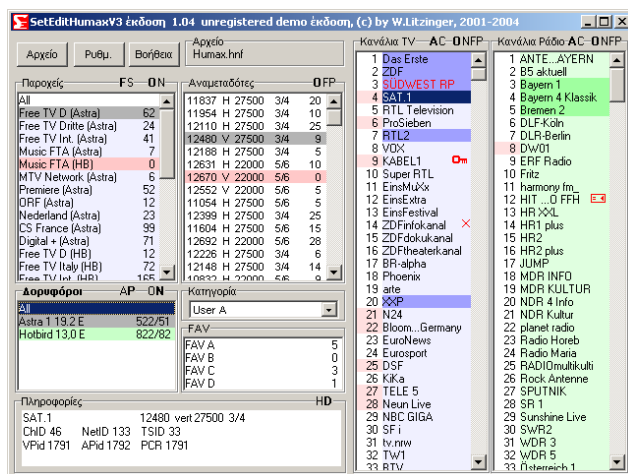 SetEditHumaxV3 έκδοση 1.04 unregistered demo έκδοση, (c) by W.Litzinger, 2001-2004
Αρχείο
Ρυθμ.
Βοήθεια
Αρχείο
Humax.hnf
Παροχείς FS ON
All
Free TV D (Astra) 62
Free TV Dritte (Astra) 24
Free TV Int. (Astra) 41
Music FTA (Astra) 7
Music FTA (HB) 0
MTV Network (Astra) 6
Premiere (Astra) 52
ORF (Astra) 12
Nederland (Astra) 23
CS France (Astra) 99
Digital + (Astra) 71
Free TV D (HB) 12
Free TV Italy (HB) 72
Free TV Int. (HB) 165
Αναμεταδότες OFP
11837 H 27500 3/4 20
11954 H 27500 3/4 10
12110 H 27500 3/4 25
12480 V 27500 3/4 9
12188 H 27500 3/4 5
12631 H 22000 5/6 10
12670 V 22000 5/6 0
12552 V 22000 5/6 5
11054 H 27500 5/6 5
12399 H 27500 3/4 25
11604 H 27500 5/6 15
12692 H 22000 5/6 28
12226 H 27500 3/4 6
12148 H 27500 3/4 14
10832 H 22000 5/6 9
Δορυφόροι AP ON
All
Astra 1 19.2 E 522/51
Hotbird 13,0 E 822/82
Κατηγορία
User A
FAV
FAV A 5
FAV B 0
FAV C 3
FAV D 1
Πληροφορίες HD
SAT.1 12480 vert 27500 3/4
ChID 46 NetID 133 TSID 33
VPid 1791 APid 1792 PCR 1791
Κανάλια TV AC ONFP
1 Das Erste
2 ZDF
3 SÜDWEST RP
4 SAT.1
5 RTL Television
6 ProSieben
7 RTL2
8 VOX
9 KABEL1
10 Super RTL
11 EinsMuXx
12 EinsExtra
13 EinsFestival
14 ZDFinfokanal
15 ZDFdokukanal
16 ZDFtheaterkanal
17 BR-alpha
18 Phoenix
19 arte
20 XXP
21 N24
22 Bloom...Germany
23 EuroNews
24 Eurosport
25 DSF
26 KiKa
27 TELE 5
28 Neun Live
29 NBC GIGA
30 SF i
31 tv.nrw
32 TW1
33 RTV
Κανάλια Ράδιο AC ONFP
1 ANTE...AYERN
2 B5 aktuell
3 Bayern 1
4 Bayern 4 Klassik
5 Bremen 2
6 DLF-Köln
7 DLR-Berlin
8 DW01
9 ERF Radio
10 Fritz
11 harmony fm_
12 HIT ...O FFH
13 HR XXL
14 HR1 plus
15 HR2
16 HR2 plus
17 JUMP
18 MDR INFO
19 MDR KULTUR
20 NDR 4 Info
21 NDR Kultur
22 planet radio
23 Radio Horeb
24 Radio Maria
25 RADIOmultikulti
26 Rock Antenne
27 SPUTNIK
28 SR 1
29 Sunshine Live
30 SWR2
31 WDR 3
32 WDR 5
33 Österreich 1